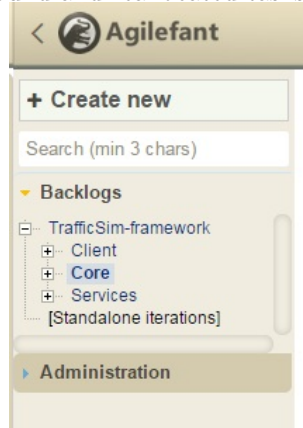 Agilefant
+ Create new
Search (min 3 chars)
Backlogs
TrafficSim-framework
Client
Core
Services
[Standalone iterations]
Administration